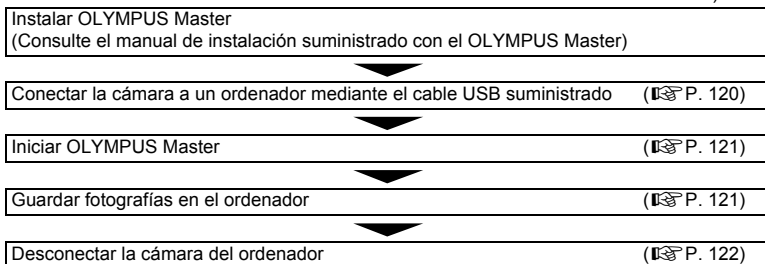 Instalar OLYMPUS Master
(Consulte el manual de instalación suministrado con el OLYMPUS Master)
Conectar la cámara a un ordenador mediante el cable USB suministrado (☞P. 120)
Iniciar OLYMPUS Master (☞P. 121)
Guardar fotografías en el ordenador (☞P. 121)
Desconectar la cámara del ordenador (☞P. 122)